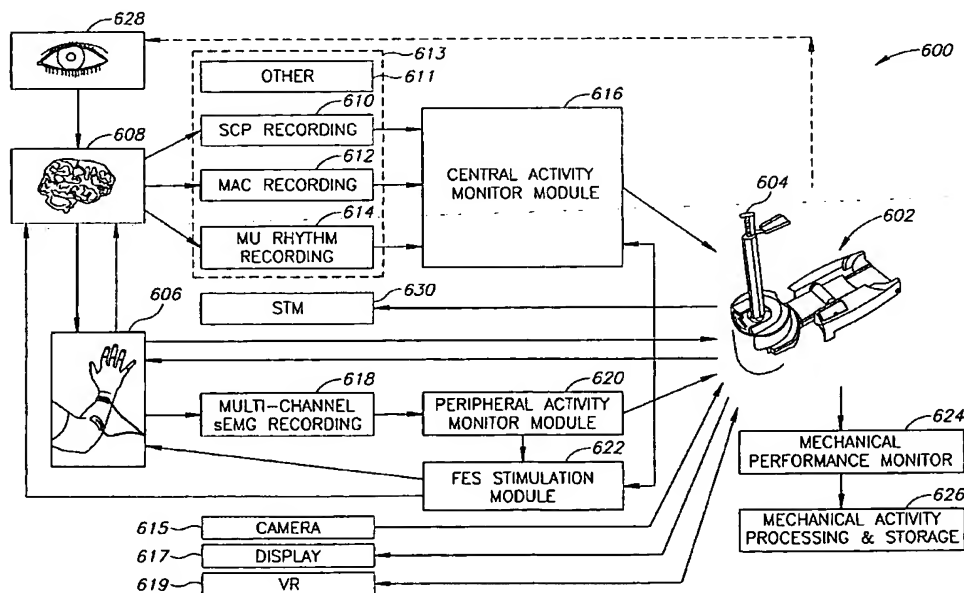 628
613
600
OTHER
611
610
616
608
SCP RECORDING
612
CENTRAL ACTIVITY
MONITOR MODULE
604
MAC RECORDING
602
614
MU RHYTHM
RECORDING
630
606
STM
618
620
MULTI-CHANNEL
sEMG RECORDING
PERIPHERAL ACTIVITY
MONITOR MODULE
624
622
MECHANICAL
PERFORMANCE MONITOR
FES STIMULATION
MODULE
626
615
CAMERA
MECHANICAL ACTIVITY
PROCESSING & STORAGE
617
DISPLAY
619
VR